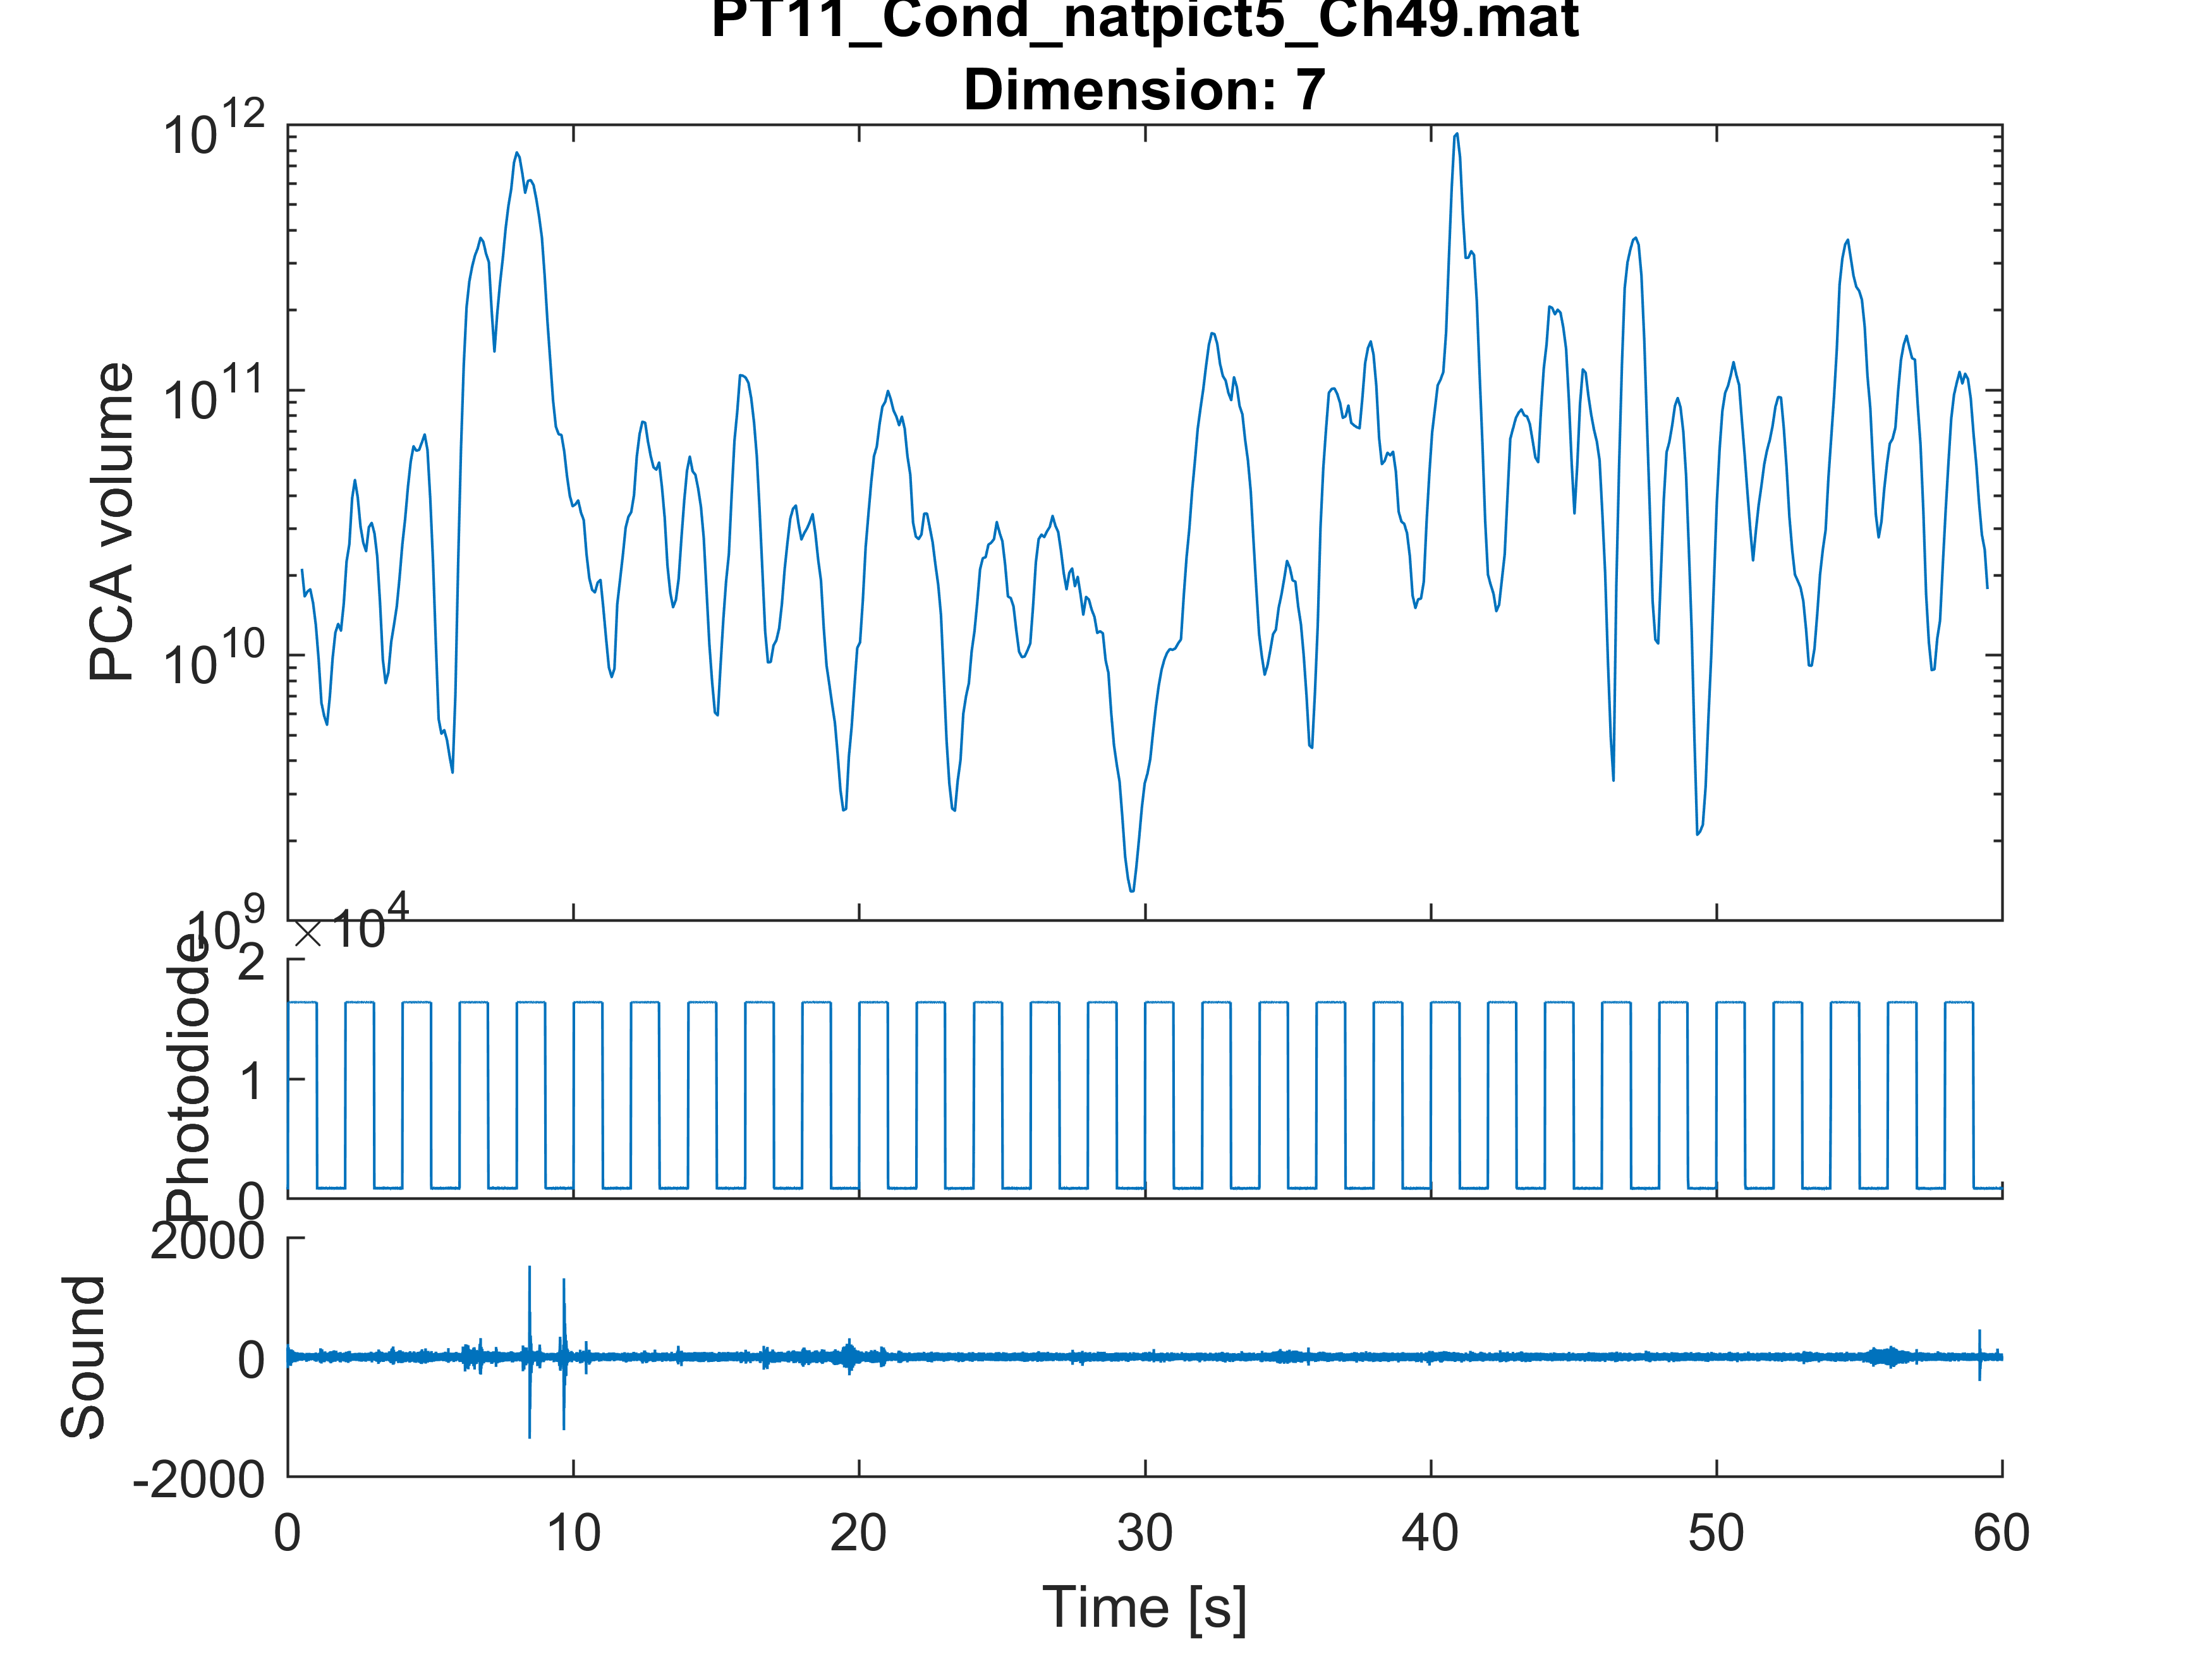 PT11_Cond_natpict5_Ch49.mat
Dimension: 7
10^12
10^11
10^10
10^9
PCA volume
× 10^4
2
1
0
Photodiode
2000
0
-2000
Sound
0 10 20 30 40 50 60
Time [s]